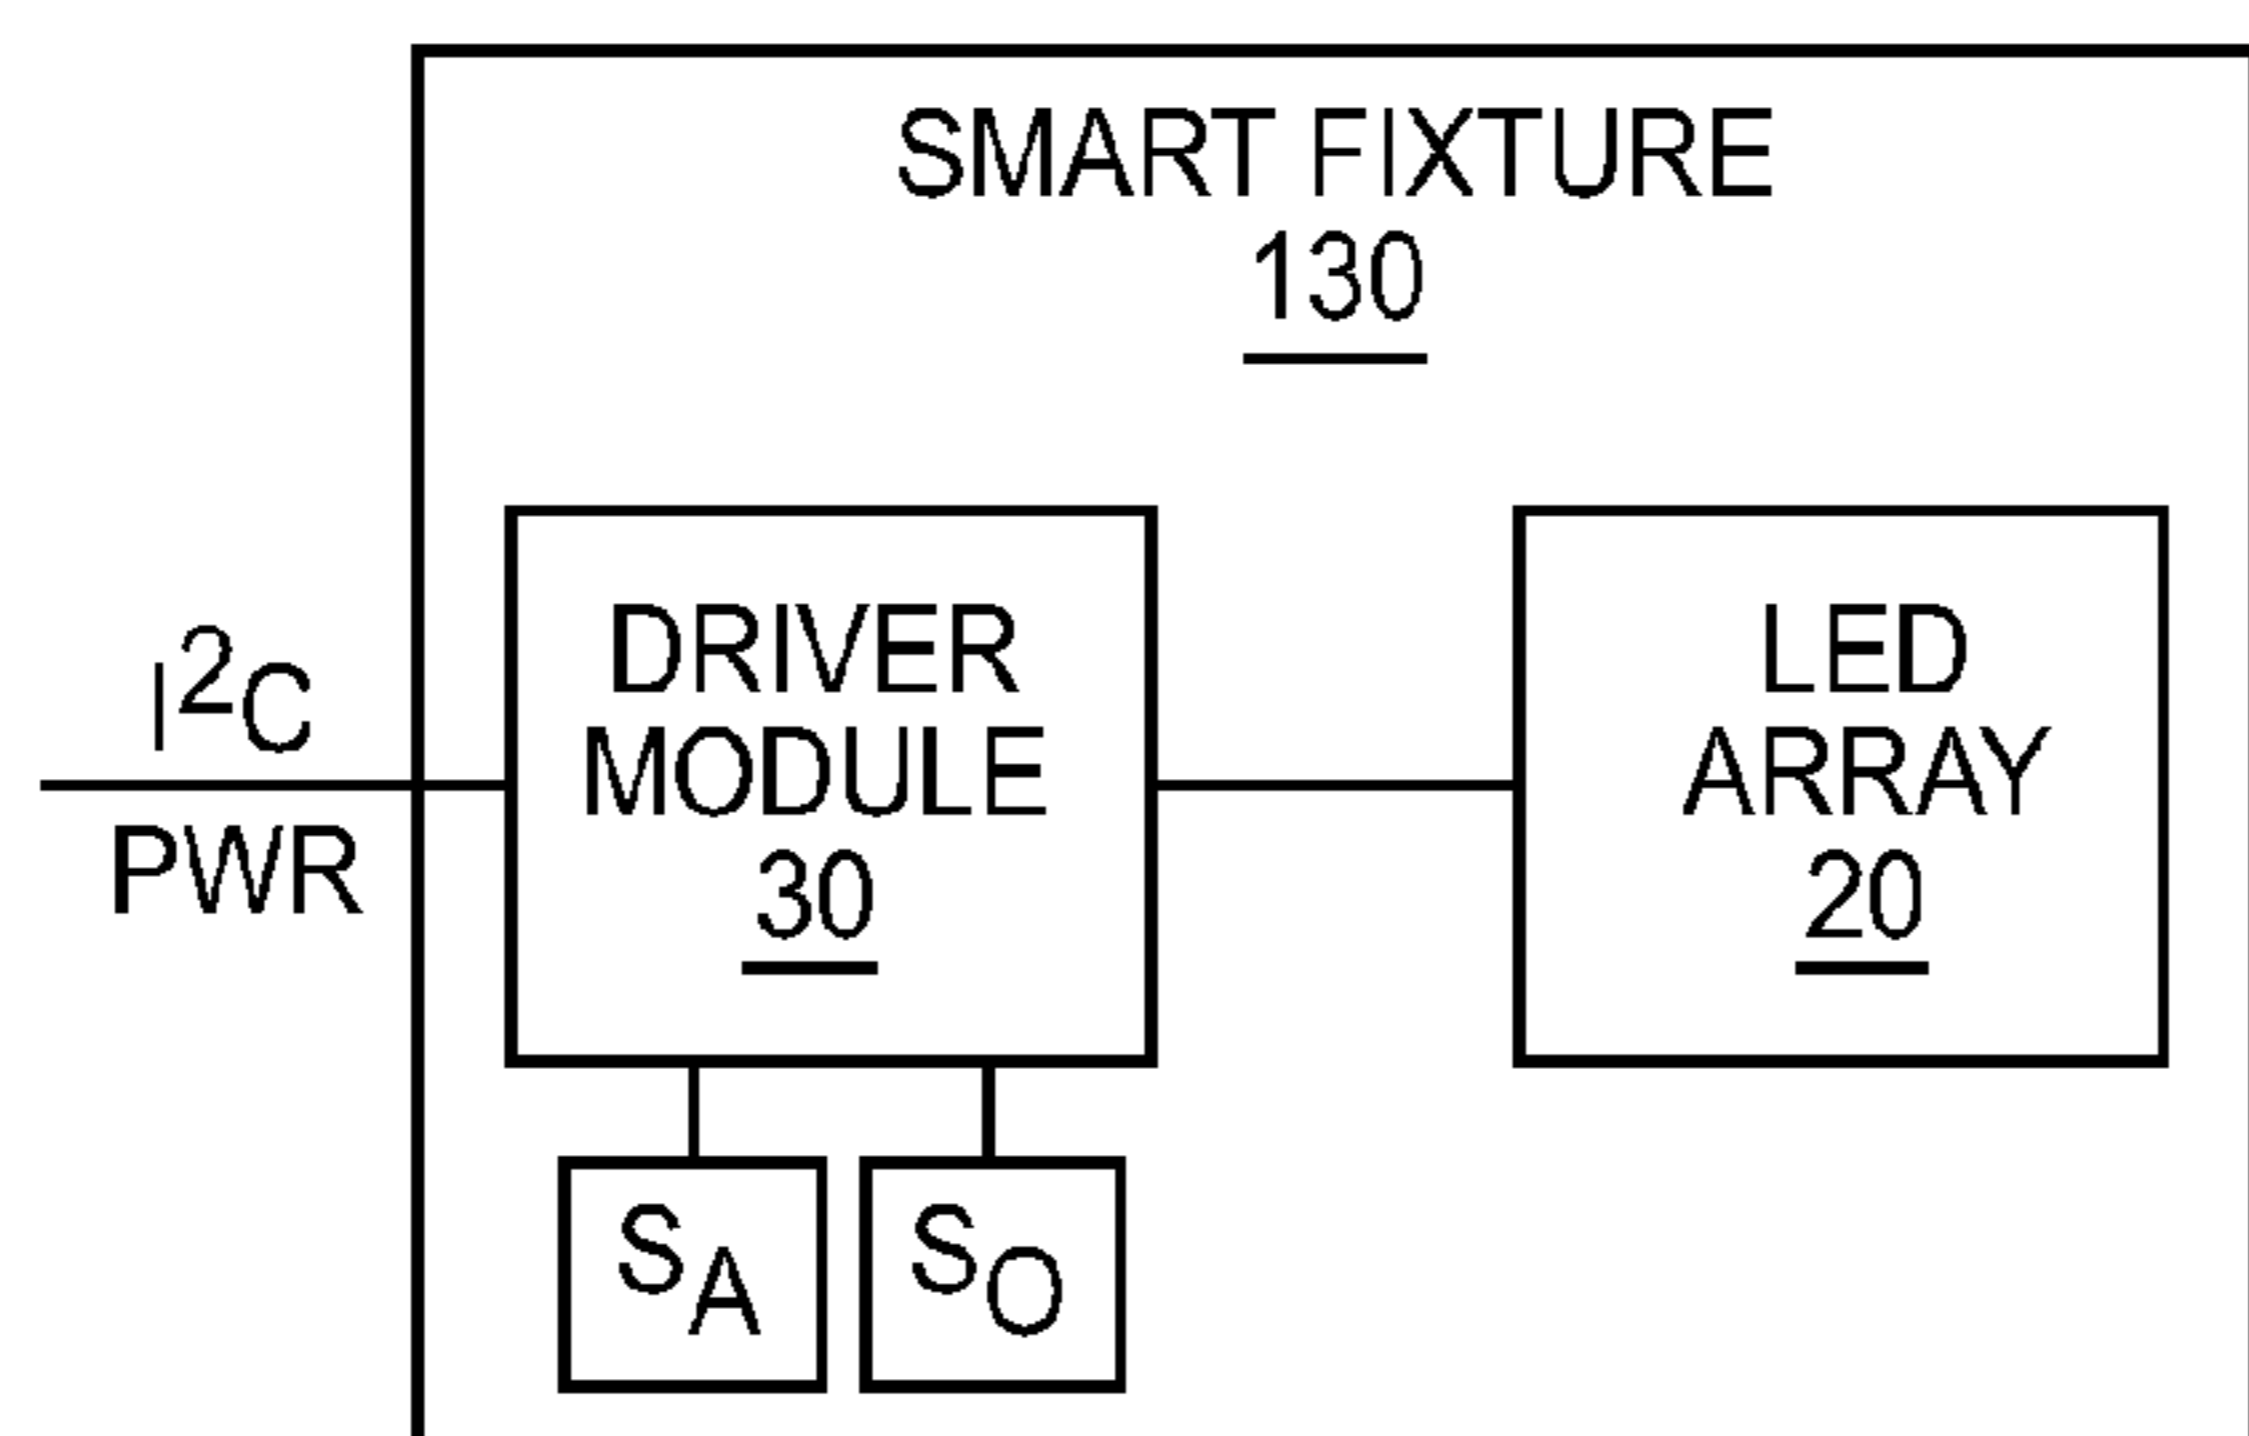 SMART FIXTURE
130
I²C
PWR
DRIVER
MODULE
30
LED
ARRAY
20
S_A
S_O